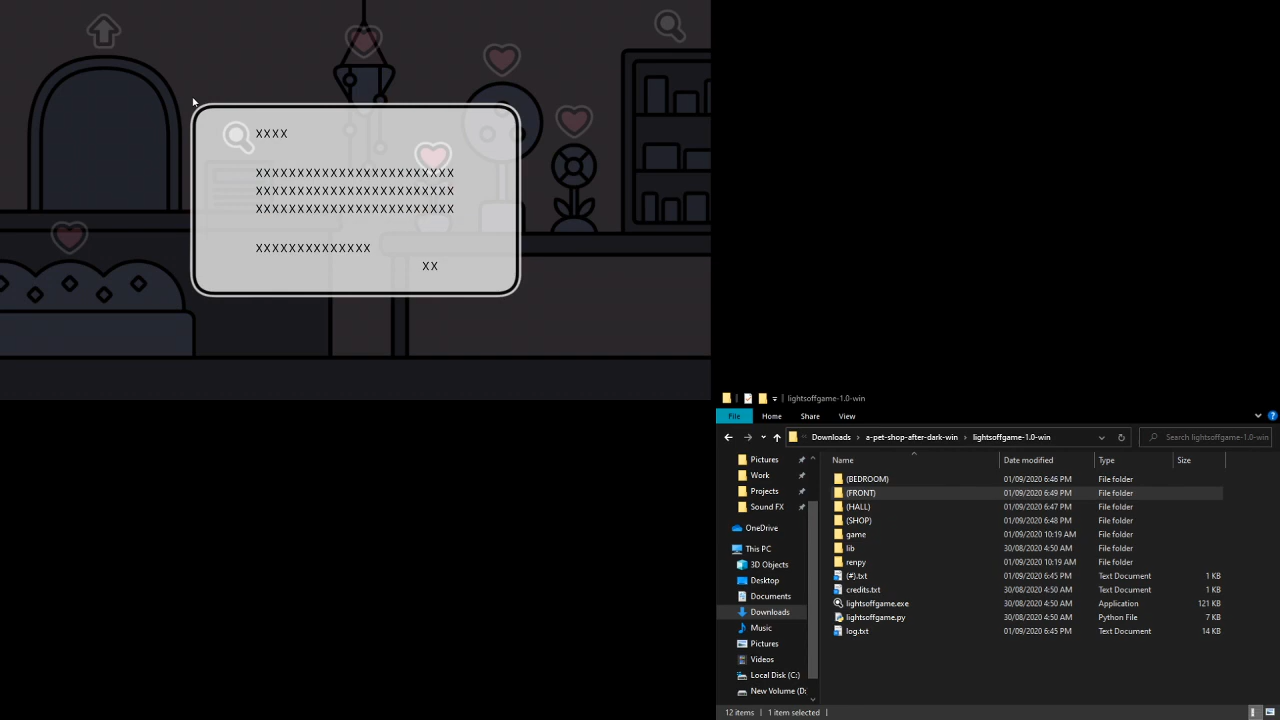 XXXX
XXXXXXXXXXXXXXXXXXXXXXXX
XXXXXXXXXXXXXXXXXXXXXXXX
XXXXXXXXXXXXXXXXXXXXXXXX
XXXXXXXXXXXXXX
XX
lightsoffgame-1.0-win
File Home Share View
Downloads › a-pet-shop-after-dark-win › lightsoffgame-1.0-win
Search lightsoffgame-1.0-win
Pictures
Work
Projects
Sound FX
OneDrive
This PC
3D Objects
Desktop
Documents
Downloads
Music
Pictures
Videos
Local Disk (C:)
New Volume (D:
Name Date modified Type Size
(BEDROOM) 01/09/2020 6:46 PM File folder
(FRONT) 01/09/2020 6:49 PM File folder
(HALL) 01/09/2020 6:47 PM File folder
(SHOP) 01/09/2020 6:48 PM File folder
game 01/09/2020 10:19 AM File folder
lib 30/08/2020 4:50 AM File folder
renpy 01/09/2020 10:19 AM File folder
(#).txt 01/09/2020 6:45 PM Text Document 1 KB
credits.txt 30/08/2020 4:50 AM Text Document 1 KB
lightsoffgame.exe 30/08/2020 4:50 AM Application 121 KB
lightsoffgame.py 30/08/2020 4:50 AM Python File 7 KB
log.txt 01/09/2020 6:45 PM Text Document 14 KB
12 items 1 item selected